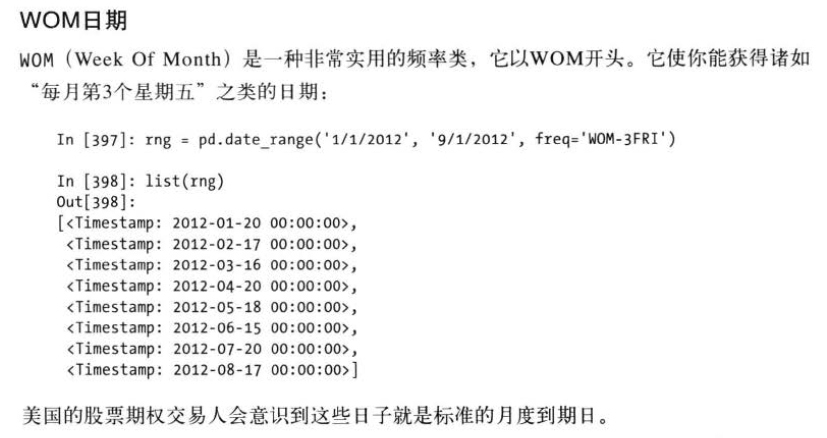 WOM日期
WOM（Week Of Month）是一种非常实用的频率类，它以WOM开头。它使你能获得诸如
“每月第3个星期五”之类的日期：
In [397]: rng = pd.date_range('1/1/2012', '9/1/2012', freq='WOM-3FRI')
In [398]: list(rng)
Out[398]:
[<Timestamp: 2012-01-20 00:00:00>,
<Timestamp: 2012-02-17 00:00:00>,
<Timestamp: 2012-03-16 00:00:00>,
<Timestamp: 2012-04-20 00:00:00>,
<Timestamp: 2012-05-18 00:00:00>,
<Timestamp: 2012-06-15 00:00:00>,
<Timestamp: 2012-07-20 00:00:00>,
<Timestamp: 2012-08-17 00:00:00>]
美国的股票期权交易人会意识到这些日子就是标准的月度到期日。